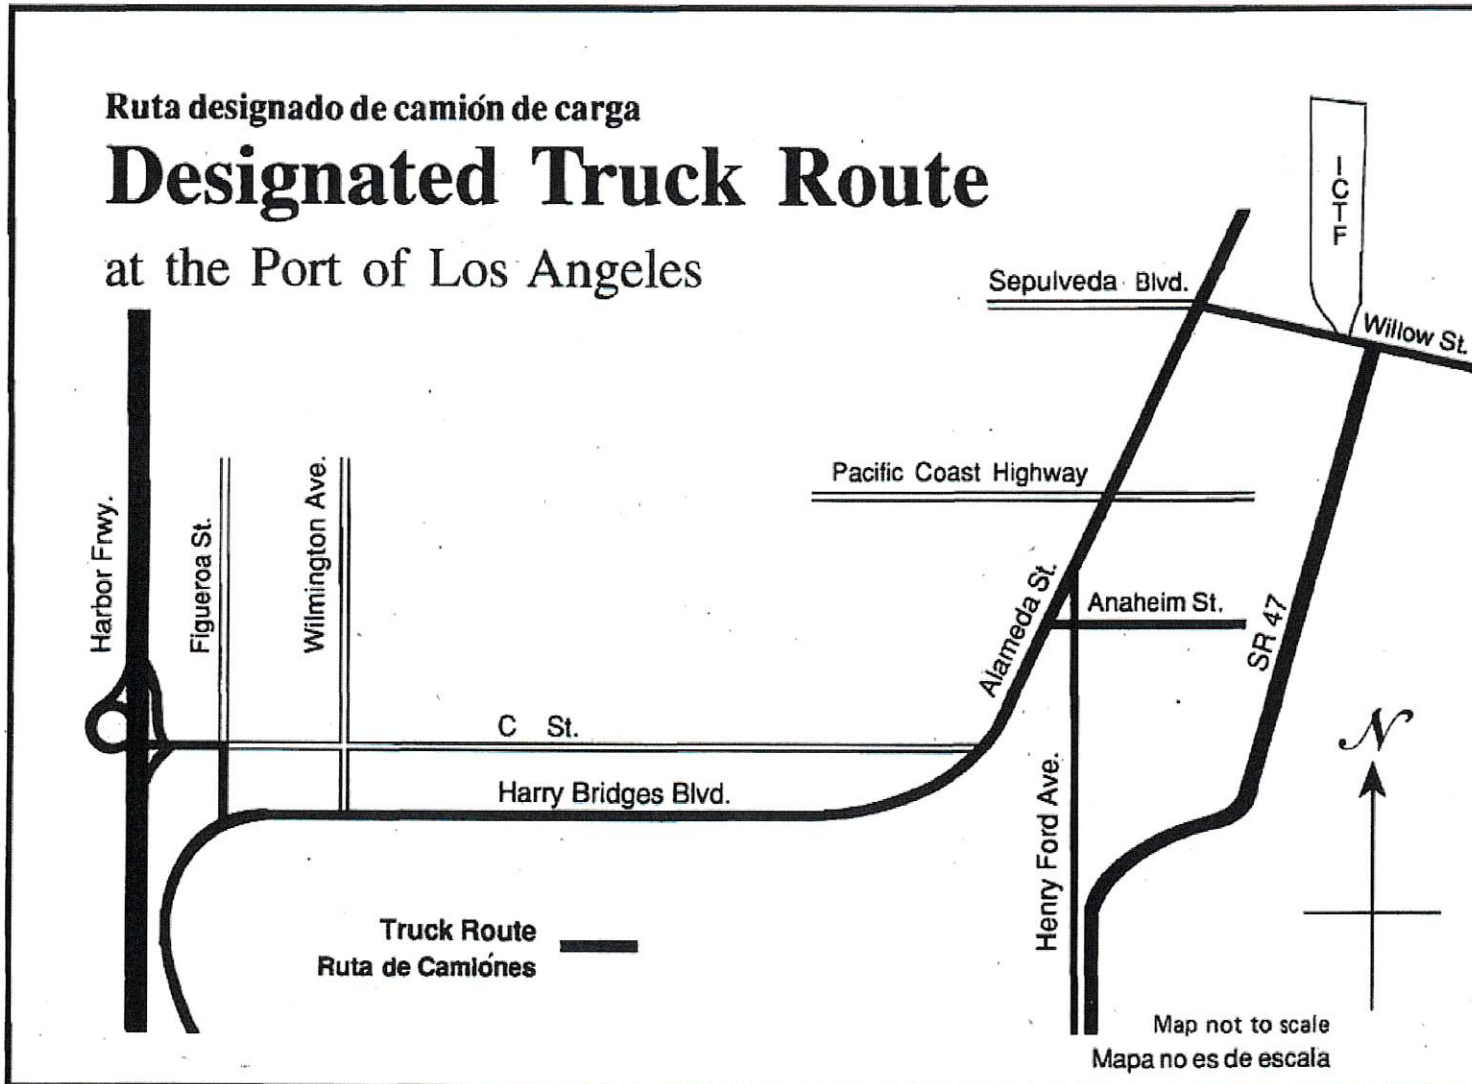 Ruta designado de camión de carga
Designated Truck Route
at the Port of Los Angeles
ICTF
Sepulveda Blvd.
Willow St.
Pacific Coast Highway
Harbor Frwy.
Figueroa St.
Wilmington Ave.
Alameda St.
Anaheim St.
SR 47
C St.
N
Harry Bridges Blvd.
Henry Ford Ave.
Truck Route
Ruta de Camiónes
Map not to scale
Mapa no es de escala